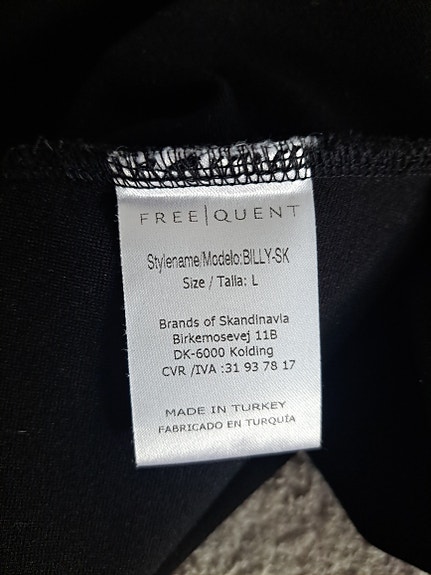 FREE|QUENT
Stylename/Modelo:BILLY-SK
Size / Talla: L
Brands of Skandinavia
Birkemosevej 11B
DK-6000 Kolding
CVR /IVA :31 93 78 17
MADE IN TURKEY
FABRICADO EN TURQUÍA